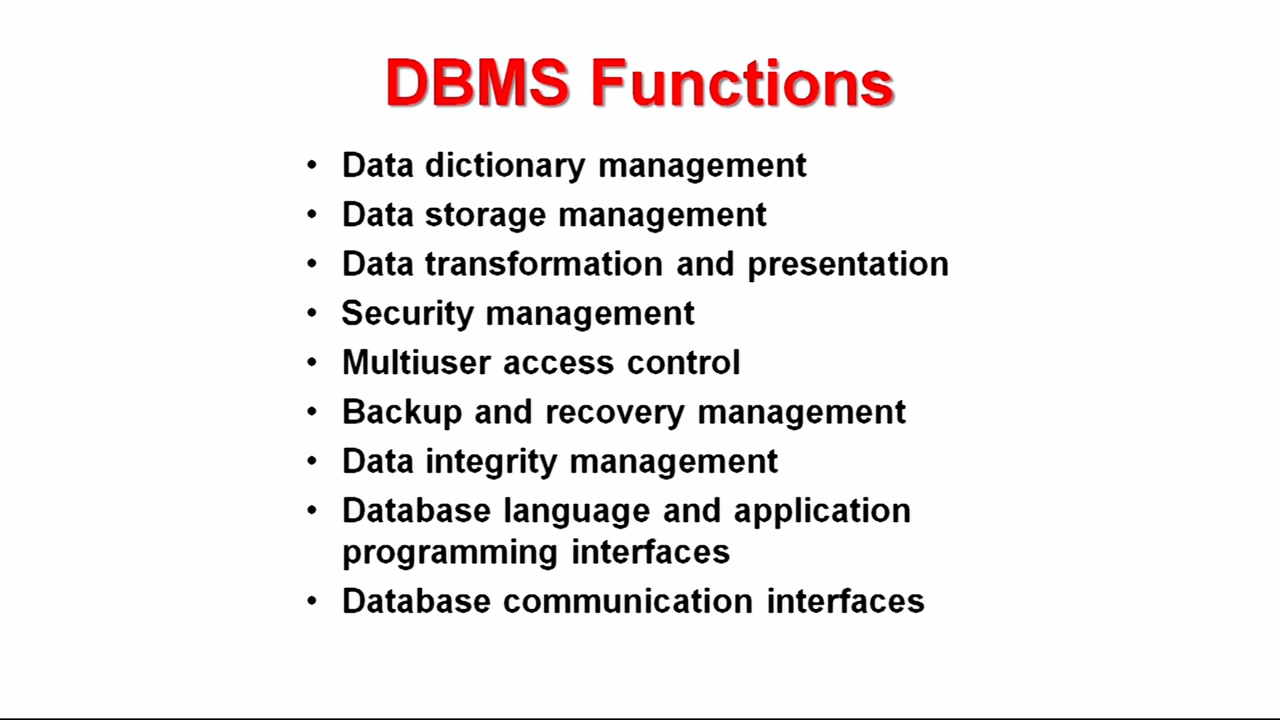 DBMS Functions
• Data dictionary management
• Data storage management
• Data transformation and presentation
• Security management
• Multiuser access control
• Backup and recovery management
• Data integrity management
• Database language and application
programming interfaces
• Database communication interfaces